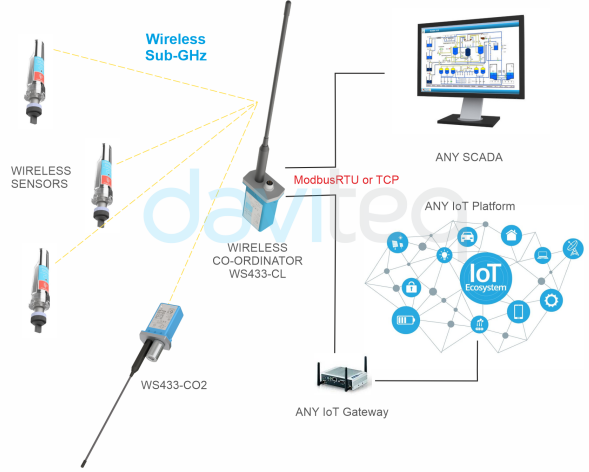 Wireless
Sub-GHz
WIRELESS
SENSORS
ModbusRTU or TCP
ANY SCADA
daviteq
ANY IoT Platform
WIRELESS
CO-ORDINATOR
WS433-CL
IoT
Ecosystem
WS433-CO2
ANY IoT Gateway